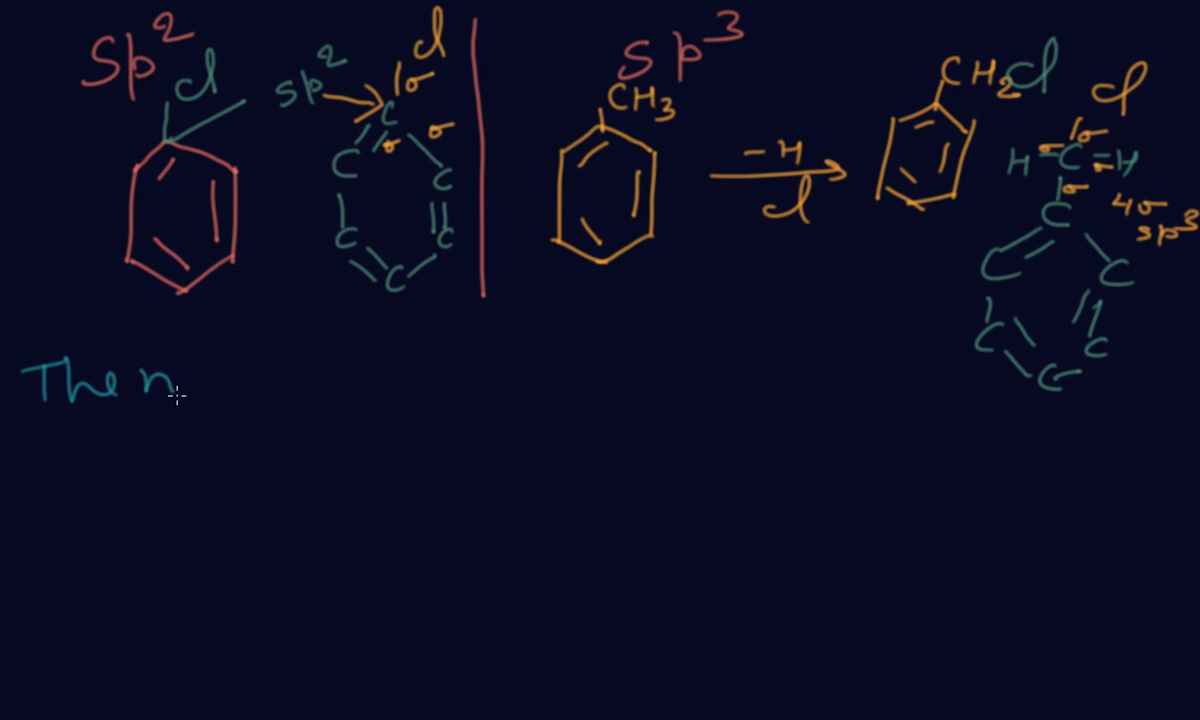 Sp²
Cl
sp²
Cl
σ
C
σ
σ
C
C
C
C
C
Sp³
CH₃
- H
Cl
CH₂Cl
Cl
σ
H - C - H
σ
σ
σ
4σ
sp³
C
C
C
C
C
C
The n